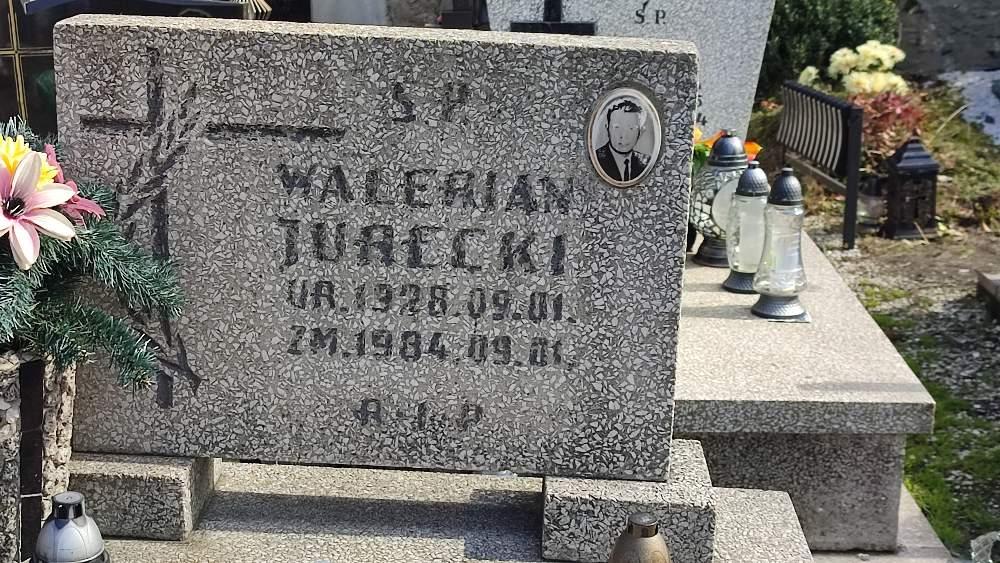 Ś P
WALERIAN
TURECKI
UR.1928.09.01.
ZM.1984.09.01.
R.I.P
Ś P